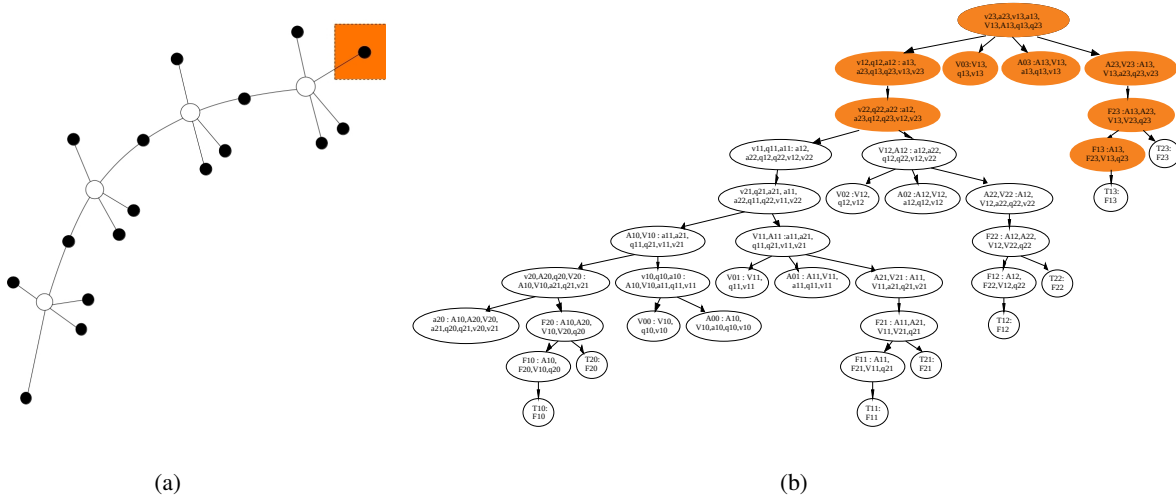 v23,a23,v13,a13,
V13,A13,q13,q23
v12,q12,a12 : a13,
a23,q13,q23,v13,v23
V03:V13,
q13,v13
A03 :A13,V13,
a13,q13,v13
A23,V23 :A13,
V13,a23,q23,v23
v22,q22,a22 :a12,
a23,q12,q23,v12,v23
F23 :A13,A23,
V13,V23,q23
v11,q11,a11: a12,
a22,q12,q22,v12,v22
V12,A12 : a12,a22,
q12,q22,v12,v22
F13 :A13,
F23,V13,q23
T23:
F23
v21,q21,a21, a11,
a22,q11,q22,v11,v22
V02 :V12,
q12,v12
A02 :A12,V12,
a12,q12,v12
A22,V22 :A12,
V12,a22,q22,v22
T13:
F13
A10,V10 : a11,a21,
q11,q21,v11,v21
V11,A11 :a11,a21,
q11,q21,v11,v21
F22 : A12,A22,
V12,V22,q22
v20,A20,q20,V20 :
A10,V10,a21,q21,v21
v10,q10,a10 :
A10,V10,a11,q11,v11
V01 : V11,
q11,v11
A01 : A11,V11,
a11,q11,v11
A21,V21 : A11,
V11,a21,q21,v21
F12 : A12,
F22,V12,q22
T22:
F22
a20 : A10,A20,V20,
a21,q20,q21,v20,v21
F20 : A10,A20,
V10,V20,q20
V00 : V10,
q10,v10
A00 : A10,
V10,a10,q10,v10
F21 : A11,A21,
V11,V21,q21
T12:
F12
F10 : A10,
F20,V10,q20
T20:
F20
F11 : A11,
F21,V11,q21
T21:
F21
T10:
F10
T11:
F11
(a)
(b)